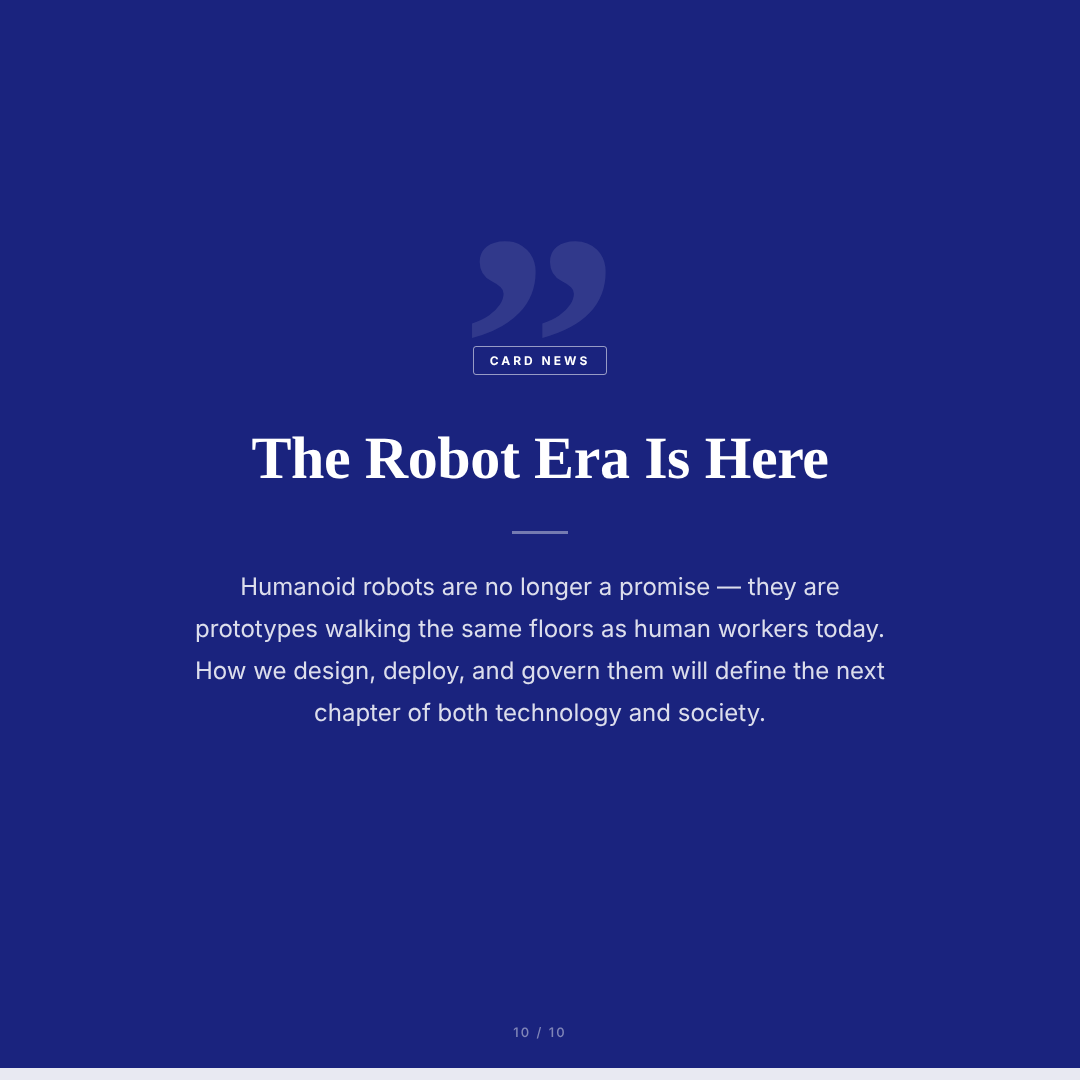 ”
CARD NEWS
The Robot Era Is Here
Humanoid robots are no longer a promise — they are
prototypes walking the same floors as human workers today.
How we design, deploy, and govern them will define the next
chapter of both technology and society.
10 / 10